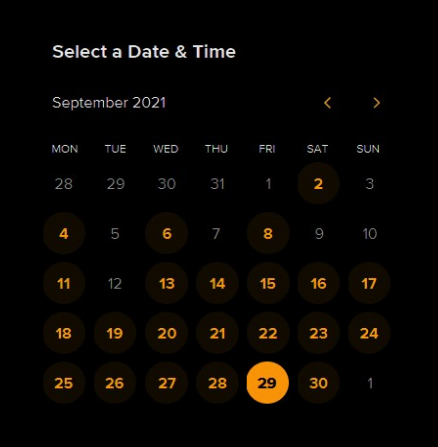 Select a Date & Time
September 2021
MON TUE WED THU FRI SAT SUN
28 29 30 31 1 2 3
4 5 6 7 8 9 10
11 12 13 14 15 16 17
18 19 20 21 22 23 24
25 26 27 28 29 30 1